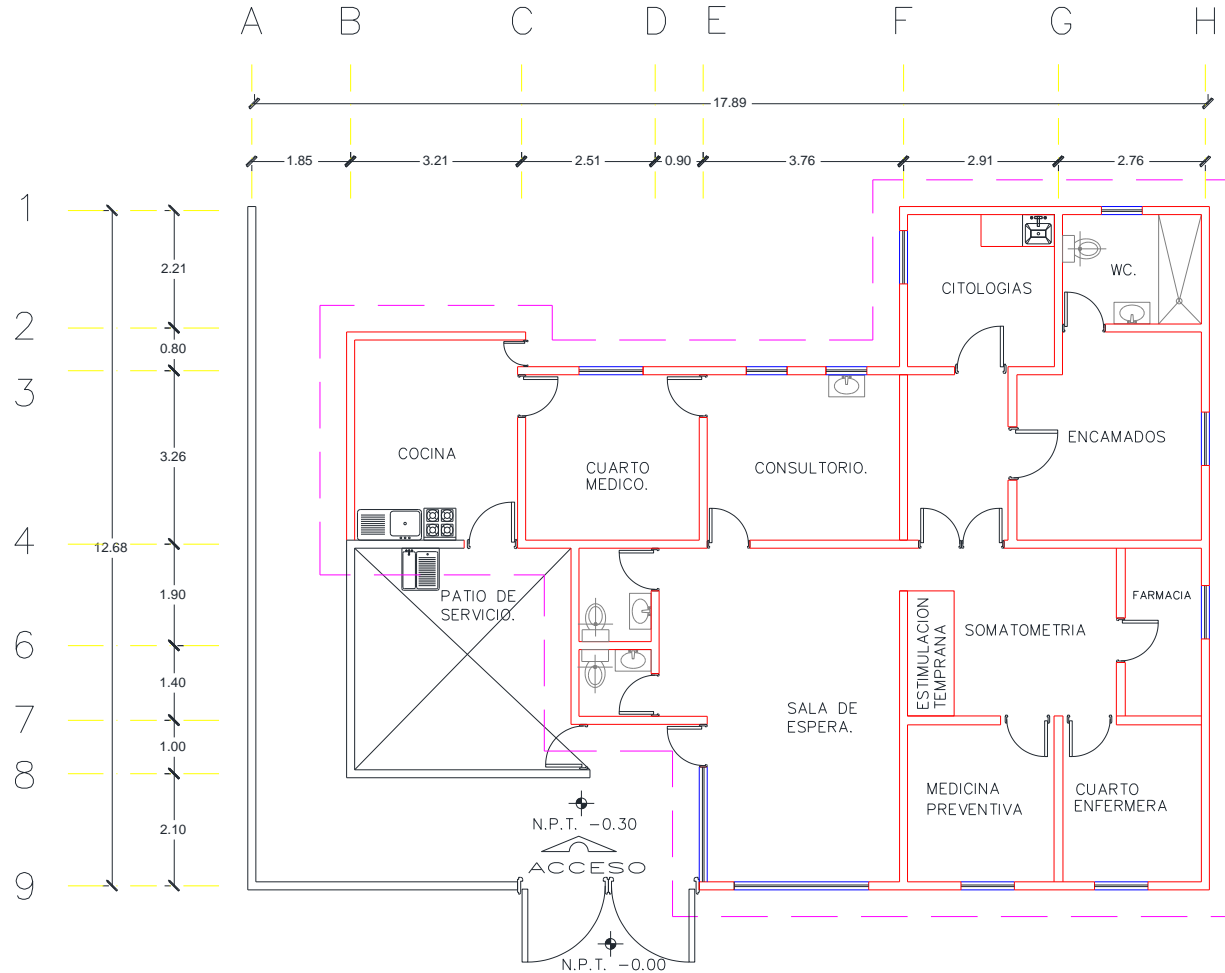 A B C D E F G H
17.89
1.85 3.21 2.51 0.90 3.76 2.91 2.76
1
2.21
2
0.80
3
3.26
4
12.68
1.90
6
1.40
7
1.00
8
2.10
9
CITOLOGIAS
WC.
COCINA
CUARTO
MEDICO.
CONSULTORIO.
ENCAMADOS
PATIO DE
SERVICIO.
ESTIMULACION
TEMPRANA
SOMATOMETRIA
FARMACIA
SALA DE
ESPERA.
MEDICINA
PREVENTIVA
CUARTO
ENFERMERA
N.P.T. -0.30
ACCESO
N.P.T. -0.00